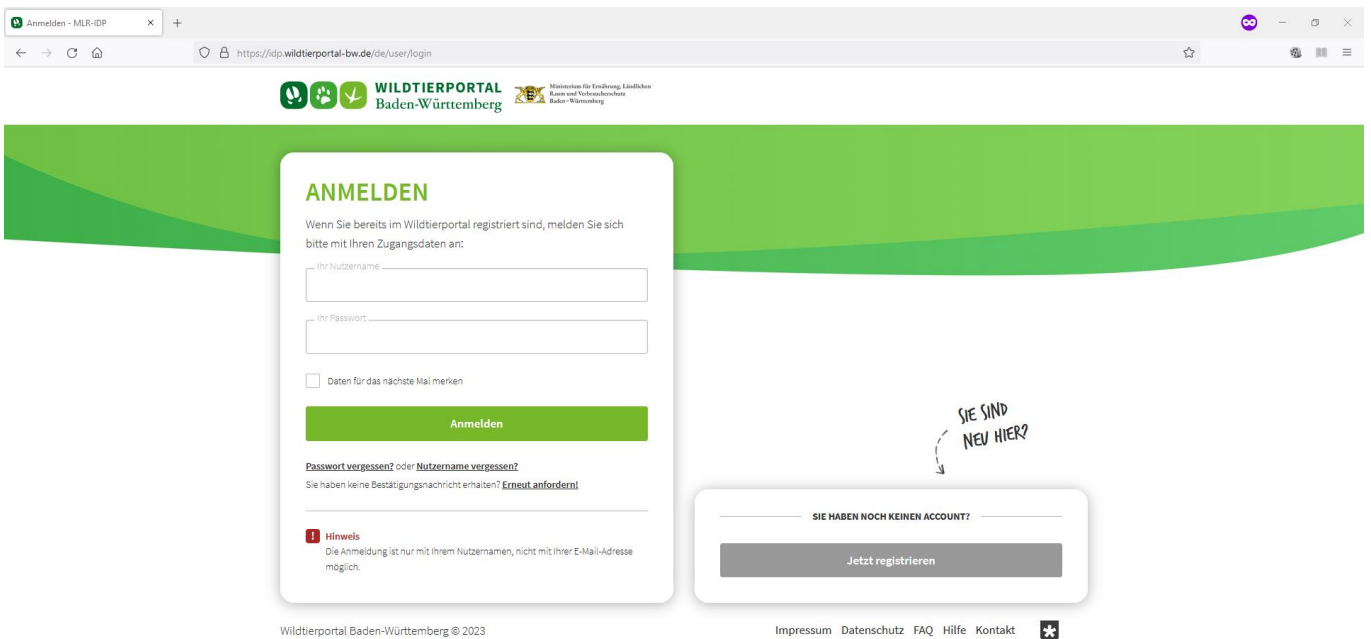 Anmelden - MLR-IDP
https://idp.wildtierportal-bw.de/de/user/login
WILDTIERPORTAL
Baden-Württemberg
Ministerium für Ernährung, Ländlichen
Raum und Verbraucherschutz
Baden-Württemberg
ANMELDEN
Wenn Sie bereits im Wildtierportal registriert sind, melden Sie sich
bitte mit Ihren Zugangsdaten an:
Ihr Nutzername
Ihr Passwort
Daten für das nächste Mal merken
Anmelden
Passwort vergessen? oder Nutzername vergessen?
Sie haben keine Bestätigungsnachricht erhalten? Erneut anfordern!
! Hinweis
Die Anmeldung ist nur mit Ihrem Nutzernamen, nicht mit Ihrer E-Mail-Adresse
möglich.
SIE SIND
NEU HIER?
SIE HABEN NOCH KEINEN ACCOUNT?
Jetzt registrieren
Wildtierportal Baden-Württemberg © 2023
Impressum Datenschutz FAQ Hilfe Kontakt